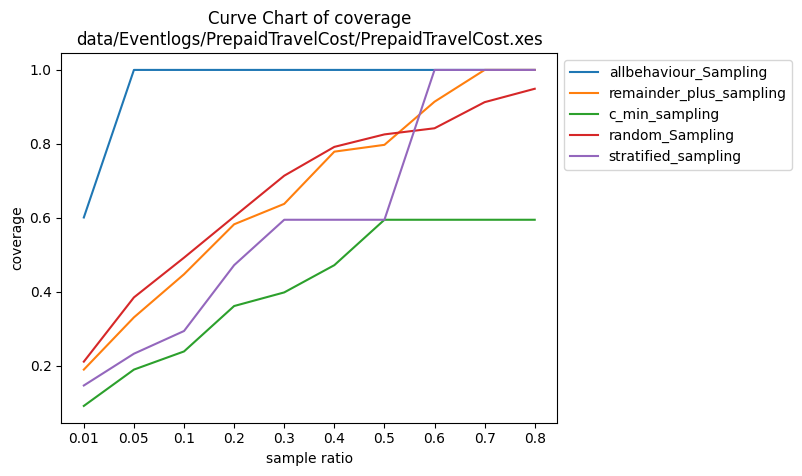 Curve Chart of coverage
data/Eventlogs/PrepaidTravelCost/PrepaidTravelCost.xes
1.0
0.8
0.6
0.4
0.2
coverage
0.01 0.05 0.1 0.2 0.3 0.4 0.5 0.6 0.7 0.8
sample ratio
allbehaviour_Sampling
remainder_plus_sampling
c_min_sampling
random_Sampling
stratified_sampling